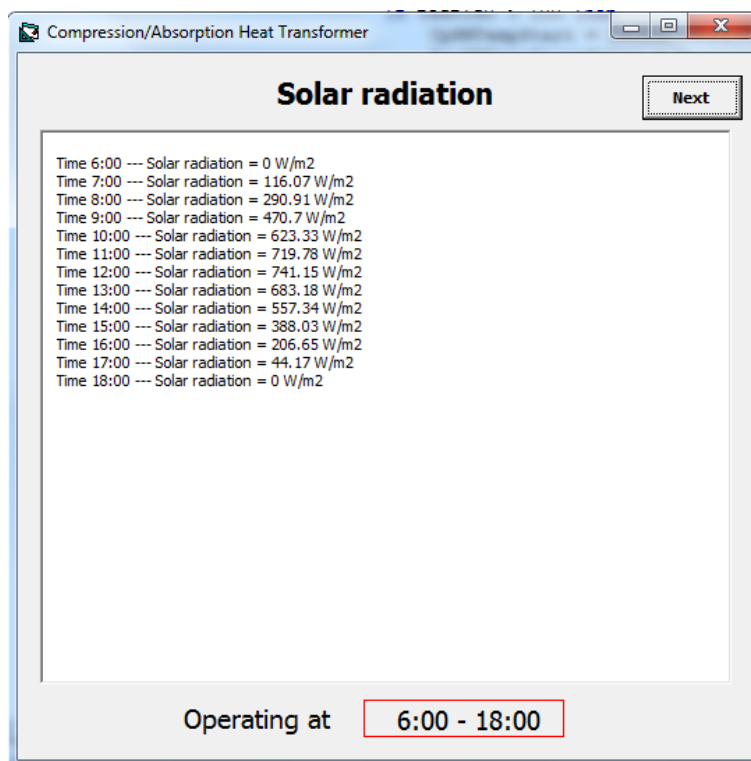 Compression/Absorption Heat Transformer
Solar radiation
Next
Time 6:00 --- Solar radiation = 0 W/m2
Time 7:00 --- Solar radiation = 116.07 W/m2
Time 8:00 --- Solar radiation = 290.91 W/m2
Time 9:00 --- Solar radiation = 470.7 W/m2
Time 10:00 --- Solar radiation = 623.33 W/m2
Time 11:00 --- Solar radiation = 719.78 W/m2
Time 12:00 --- Solar radiation = 741.15 W/m2
Time 13:00 --- Solar radiation = 683.18 W/m2
Time 14:00 --- Solar radiation = 557.34 W/m2
Time 15:00 --- Solar radiation = 388.03 W/m2
Time 16:00 --- Solar radiation = 206.65 W/m2
Time 17:00 --- Solar radiation = 44.17 W/m2
Time 18:00 --- Solar radiation = 0 W/m2
Operating at 6:00 - 18:00